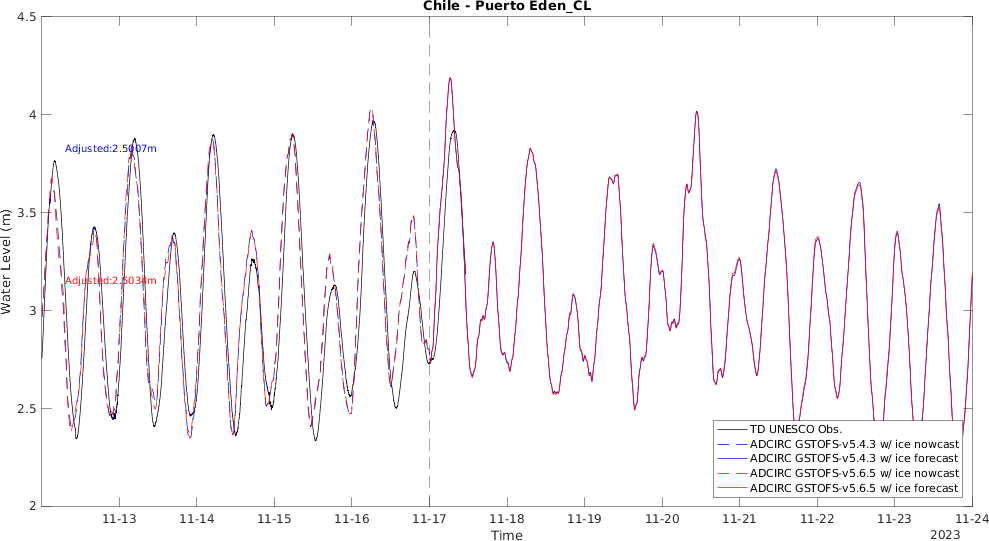 Chile - Puerto Eden_CL
4.5
4
3.5
3
2.5
2
Water Level (m)
Adjusted:2.5007m
Adjusted:2.5034m
TD UNESCO Obs.
ADCIRC GSTOFS-v5.4.3 w/ ice nowcast
ADCIRC GSTOFS-v5.4.3 w/ ice forecast
ADCIRC GSTOFS-v5.6.5 w/ ice nowcast
ADCIRC GSTOFS-v5.6.5 w/ ice forecast
11-13 11-14 11-15 11-16 11-17 11-18 11-19 11-20 11-21 11-22 11-23 11-24
Time
2023